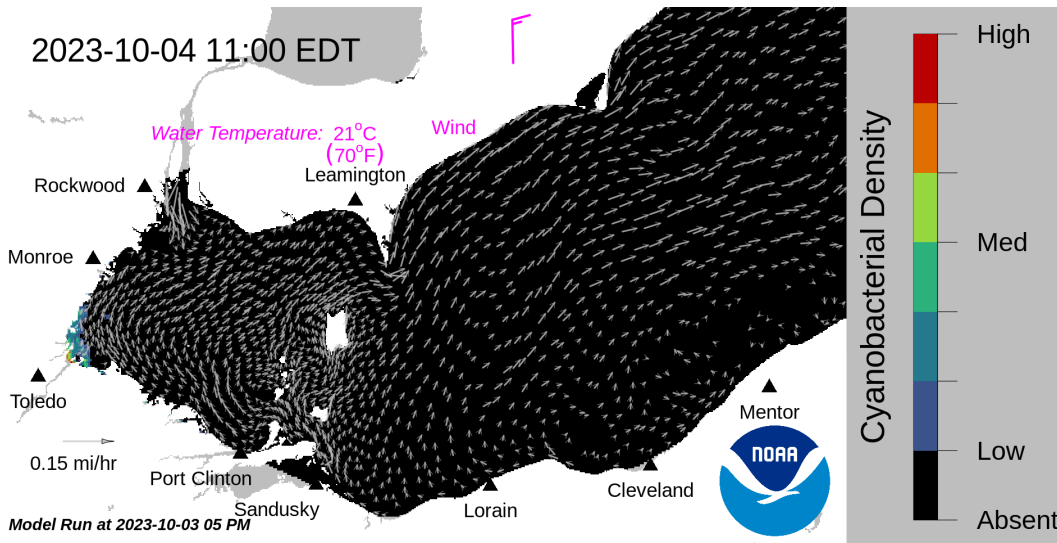 2023-10-04 11:00 EDT
Water Temperature: 21°C
(70°F)
Wind
Leamington
Rockwood
Monroe
Toledo
0.15 mi/hr
Port Clinton
Sandusky
Lorain
Cleveland
Mentor
NOAA
Model Run at 2023-10-03 05 PM
Cyanobacterial Density
High
Med
Low
Absent